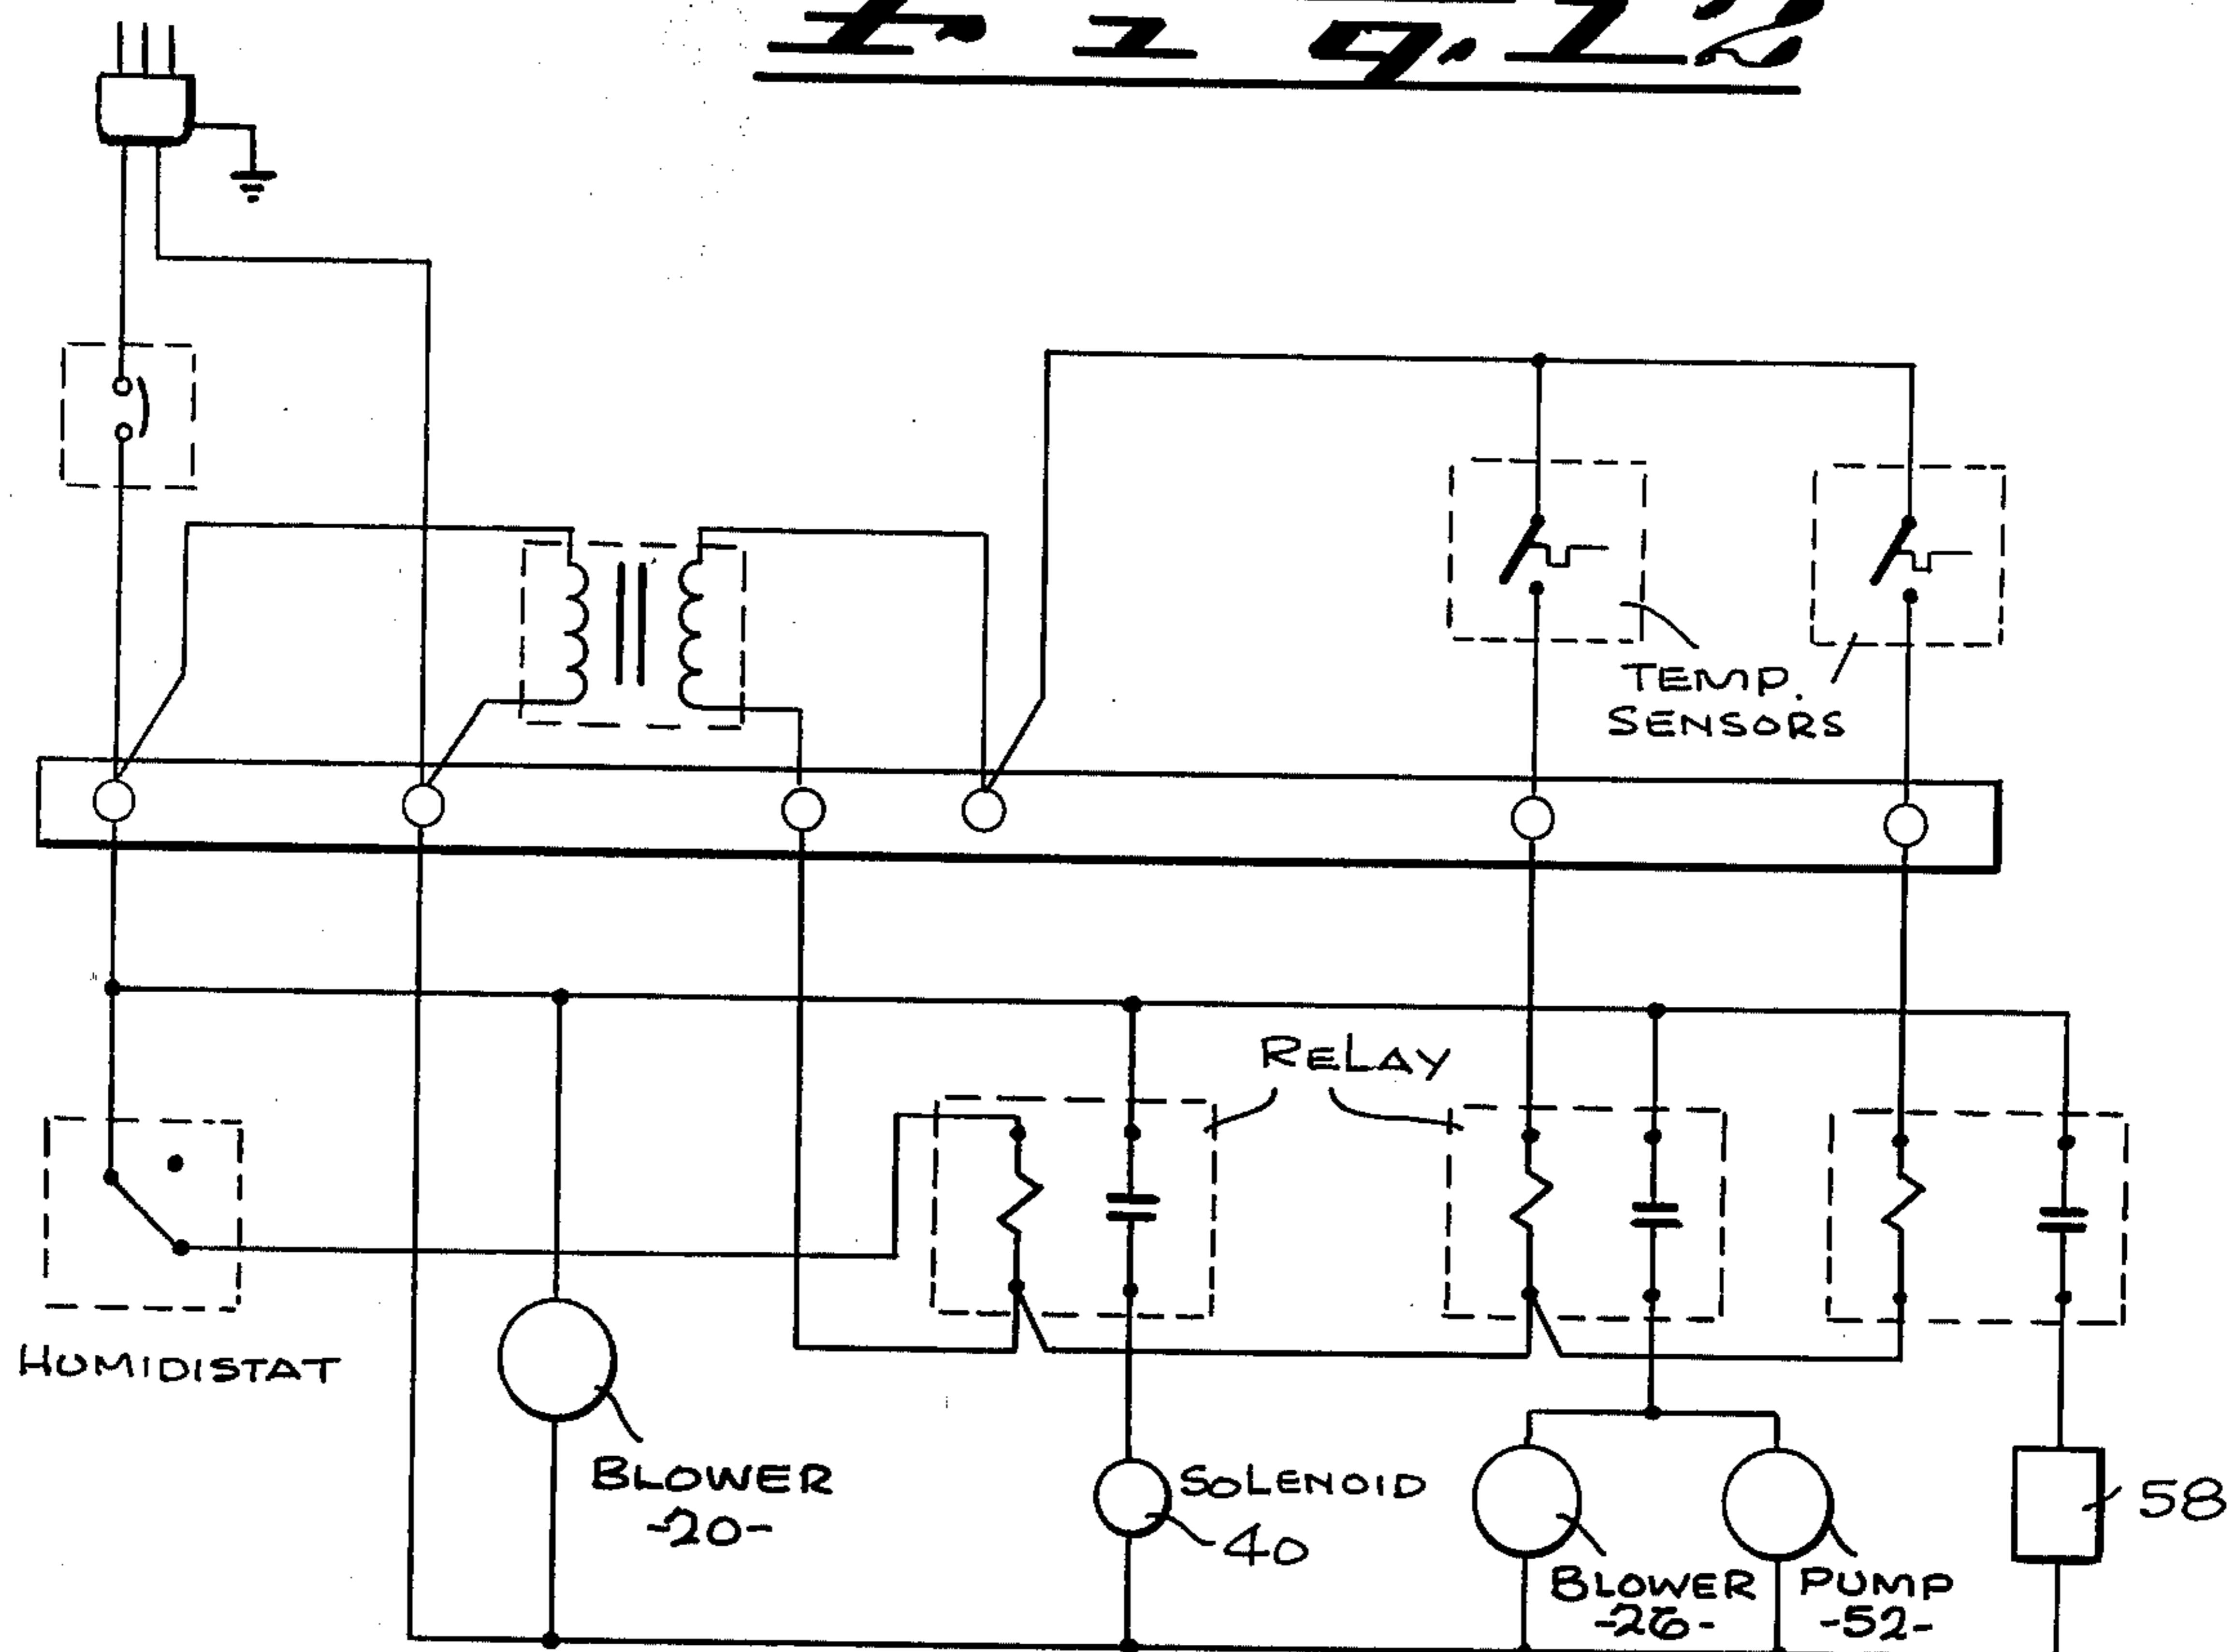 Fig. 12
TEMP.
SENSORS
RELAY
HUMIDISTAT
BLOWER
-20-
SOLENOID
40
58
BLOWER
-26-
PUMP
-52-